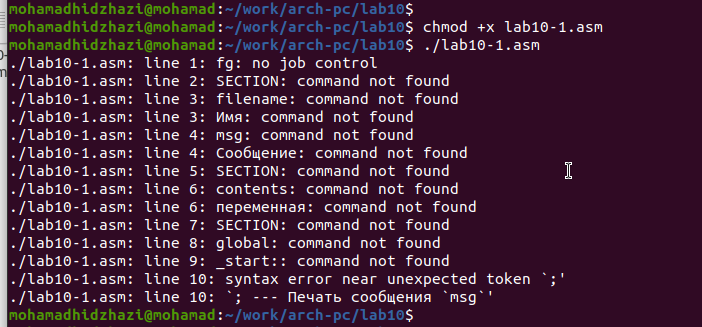 mohamadhidzhazi@mohamad:~/work/arch-pc/lab10$
mohamadhidzhazi@mohamad:~/work/arch-pc/lab10$ chmod +x lab10-1.asm
mohamadhidzhazi@mohamad:~/work/arch-pc/lab10$ ./lab10-1.asm
./lab10-1.asm: line 1: fg: no job control
./lab10-1.asm: line 2: SECTION: command not found
./lab10-1.asm: line 3: filename: command not found
./lab10-1.asm: line 3: Имя: command not found
./lab10-1.asm: line 4: msg: command not found
./lab10-1.asm: line 4: Сообщение: command not found
./lab10-1.asm: line 5: SECTION: command not found
./lab10-1.asm: line 6: contents: command not found
./lab10-1.asm: line 6: переменная: command not found
./lab10-1.asm: line 7: SECTION: command not found
./lab10-1.asm: line 8: global: command not found
./lab10-1.asm: line 9: _start:: command not found
./lab10-1.asm: line 10: syntax error near unexpected token `;'
./lab10-1.asm: line 10: `; --- Печать сообщения `msg`'
mohamadhidzhazi@mohamad:~/work/arch-pc/lab10$